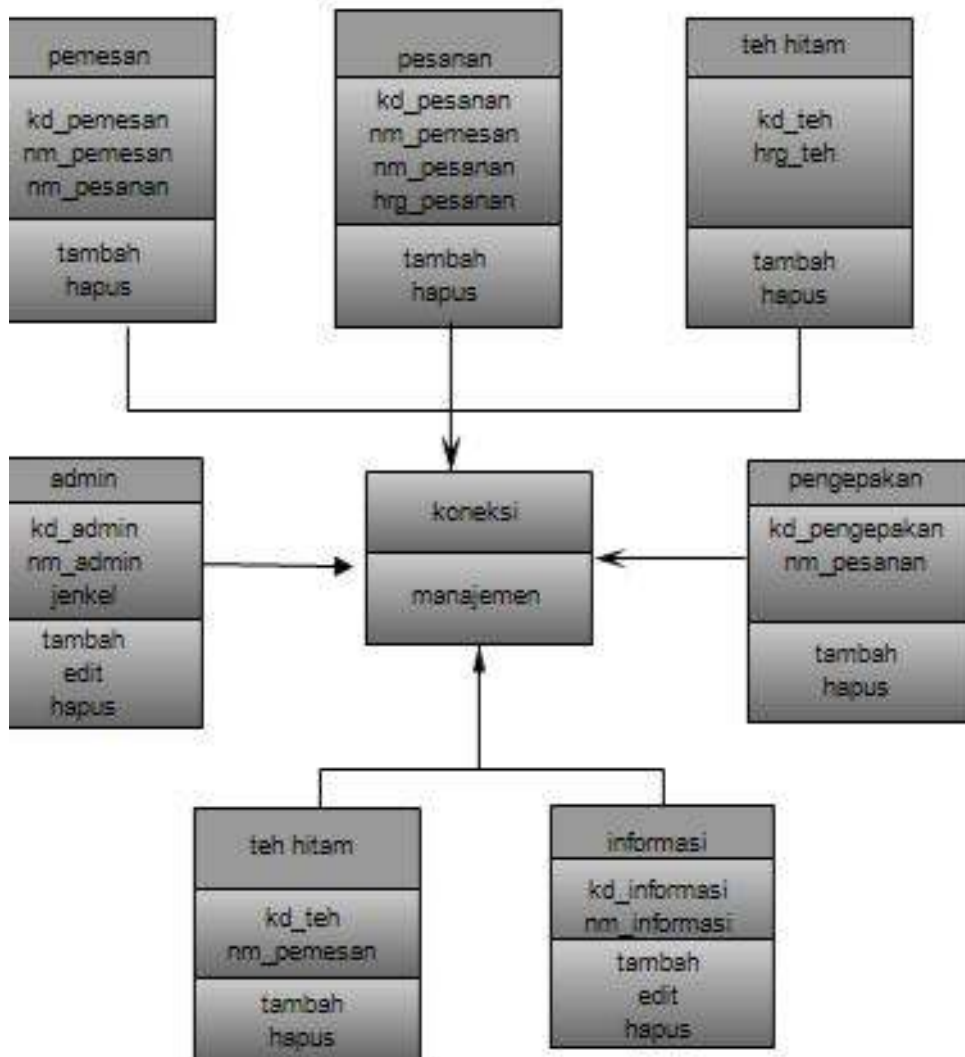 pemesan
kd_pemesan
nm_pemesan
nm_pesanan
tambah
hapus
pesanan
kd_pesanan
nm_pemesan
nm_pesanan
hrg_pesanan
tambah
hapus
teh hitam
kd_teh
hrg_teh
tambah
hapus
admin
kd_admin
nm_admin
jenkel
tambah
edit
hapus
koneksi
manajemen
pengepakan
kd_pengepakan
nm_pesanan
tambah
hapus
teh hitam
kd_teh
nm_pemesan
tambah
hapus
informasi
kd_informasi
nm_informasi
tambah
edit
hapus